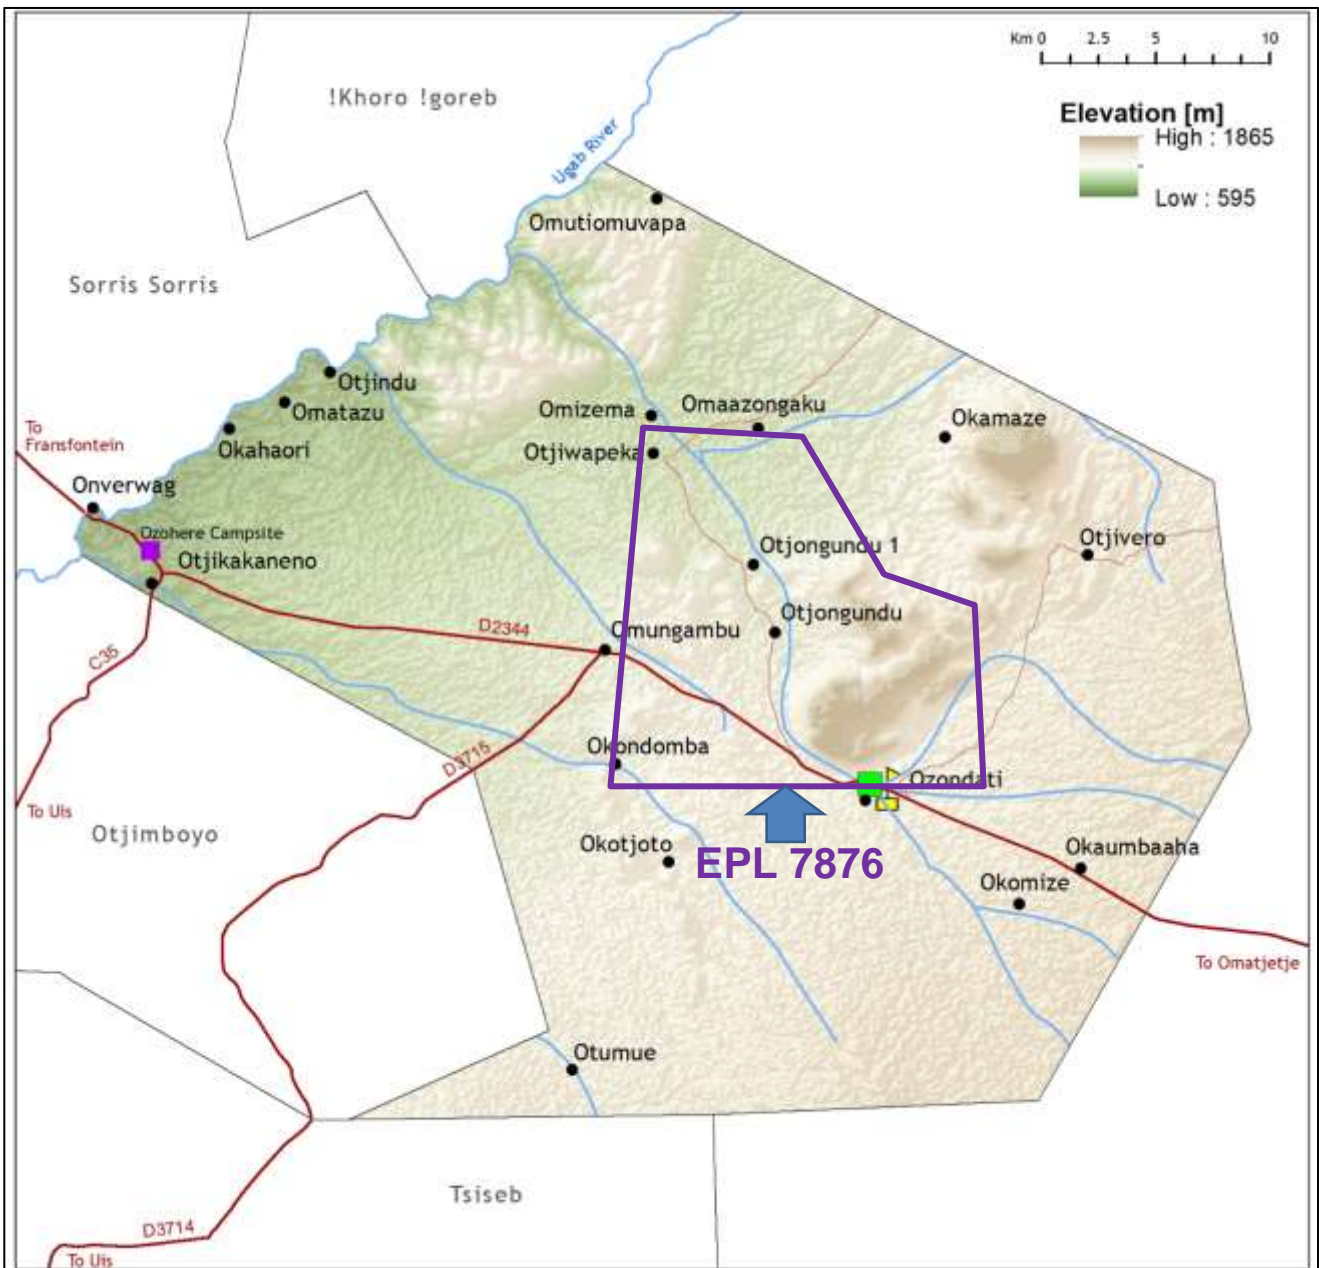 Km 0 2.5 5 10
!Khoro !goreb
Elevation [m]
High : 1865
Low : 595
Ugab River
Omutiomuvapa
Sorris Sorris
Otjindu
Omatazu
Omizema
Omaazongaku
Okamaze
To
Fransfontein
Okahaori
Otjiwapeka
Onverwag
Ozohere Campsite
Otjikakaneno
Otjongundu 1
Otjivero
Otjongundu
D2344
Omungambu
C35
Okondomba
D3715
Ozondati
To Uis
Otjimboyo
Okotjoto
EPL 7876
Okaumbaaha
Okomize
To Omatjetje
Otumue
Tsiseb
D3714
To Uis